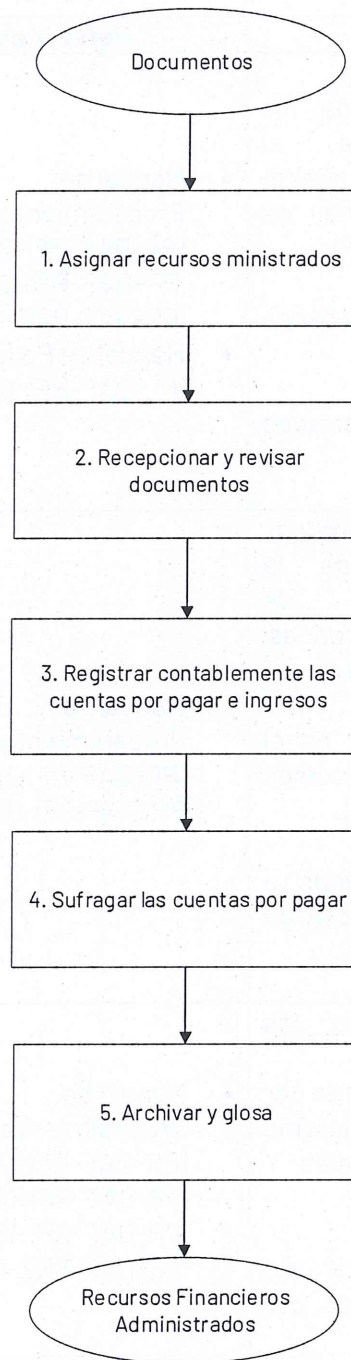 Documentos
1. Asignar recursos ministrados
2. Recepcionar y revisar
documentos
3. Registrar contablemente las
cuentas por pagar e ingresos
4. Sufragar las cuentas por pagar
5. Archivar y glosa
Recursos Financieros
Administrados